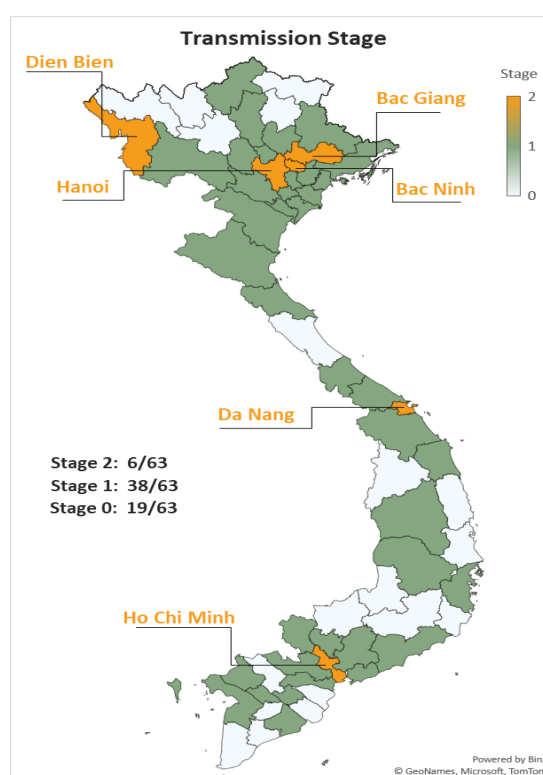 Transmission Stage
Dien Bien
Stage
2
1
0
Bac Giang
Hanoi
Bac Ninh
Da Nang
Stage 2: 6/63
Stage 1: 38/63
Stage 0: 19/63
Ho Chi Minh
Powered by Bin
© GeoNames, Microsoft, TomTom